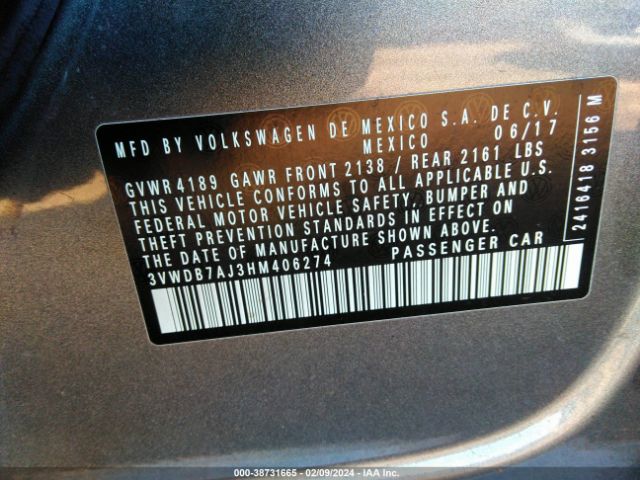 MFD BY VOLKSWAGEN DE MEXICO S.A. DE C.V.
MEXICO 06/17
GVWR 4189 GAWR FRONT 2138 / REAR 2161 LBS
THIS VEHICLE CONFORMS TO ALL APPLICABLE U.S.
FEDERAL MOTOR VEHICLE SAFETY, BUMPER AND
THEFT PREVENTION STANDARDS IN EFFECT ON
THE DATE OF MANUFACTURE SHOWN ABOVE.
3VWDB7AJ3HM406274 PASSENGER CAR
2416418 3156 M
000-38731665 - 02/09/2024 - IAA Inc.